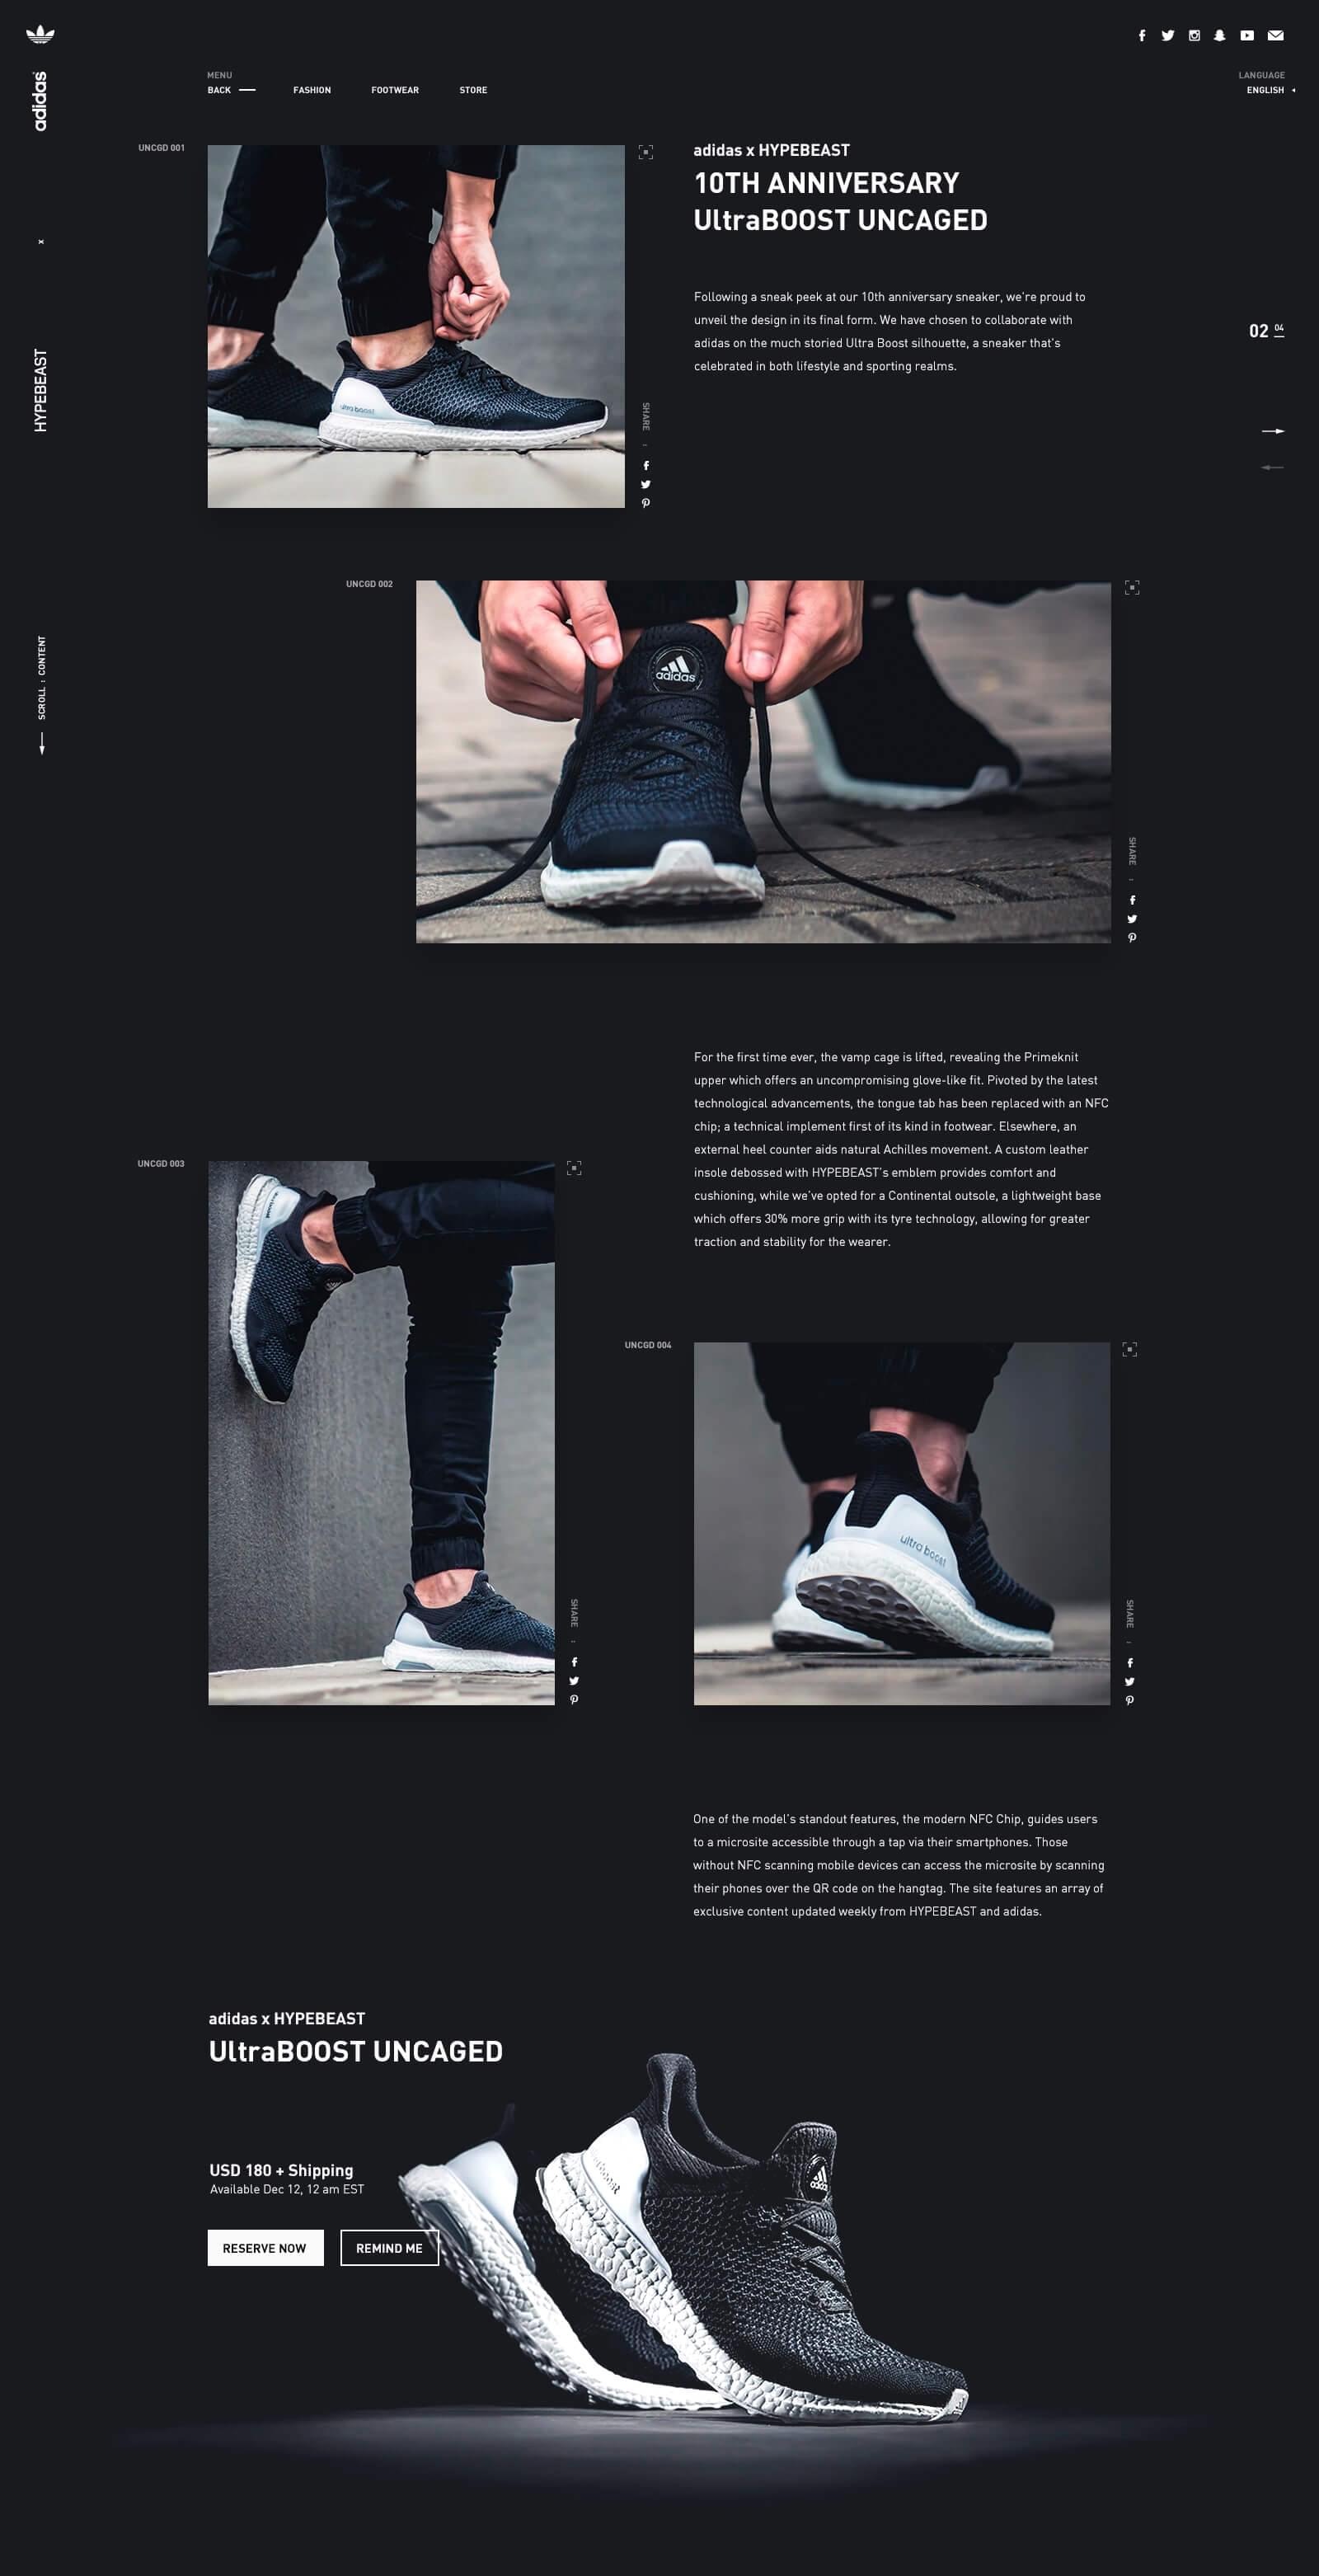 adidas
x
HYPEBEAST
SCROLL : CONTENT
MENU
BACK
FASHION
FOOTWEAR
STORE
LANGUAGE
ENGLISH
UNCGD 001
ultra boost
SHARE :
adidas x HYPEBEAST
10TH ANNIVERSARY
UltraBOOST UNCAGED
Following a sneak peek at our 10th anniversary sneaker, we're proud to
unveil the design in its final form. We have chosen to collaborate with
adidas on the much storied Ultra Boost silhouette, a sneaker that's
celebrated in both lifestyle and sporting realms.
02 04
UNCGD 002
adidas
SHARE :
For the first time ever, the vamp cage is lifted, revealing the Primeknit
upper which offers an uncompromising glove-like fit. Pivoted by the latest
technological advancements, the tongue tab has been replaced with an NFC
chip; a technical implement first of its kind in footwear. Elsewhere, an
external heel counter aids natural Achilles movement. A custom leather
insole debossed with HYPEBEAST's emblem provides comfort and
cushioning, while we've opted for a Continental outsole, a lightweight base
which offers 30% more grip with its tyre technology, allowing for greater
traction and stability for the wearer.
UNCGD 003
SHARE :
UNCGD 004
ultra boost
SHARE :
One of the model's standout features, the modern NFC Chip, guides users
to a microsite accessible through a tap via their smartphones. Those
without NFC scanning mobile devices can access the microsite by scanning
their phones over the QR code on the hangtag. The site features an array of
exclusive content updated weekly from HYPEBEAST and adidas.
adidas x HYPEBEAST
UltraBOOST UNCAGED
USD 180 + Shipping
Available Dec 12, 12 am EST
RESERVE NOW
REMIND ME
adidas